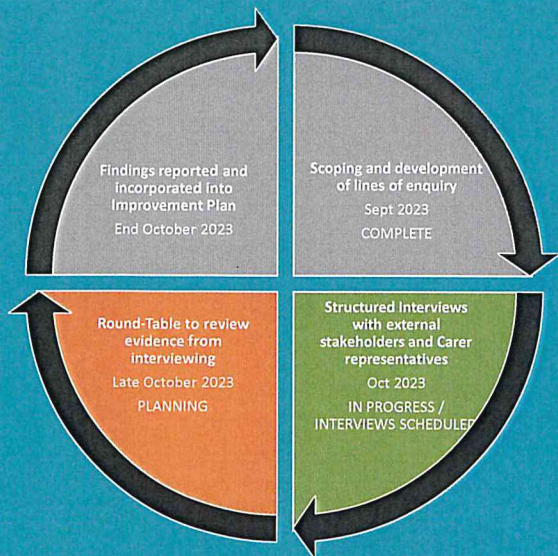 Findings reported and
incorporated into
Improvement Plan
End October 2023
Scoping and development
of lines of enquiry
Sept 2023
COMPLETE
Round-Table to review
evidence from
interviewing
Late October 2023
PLANNING
Structured Interviews
with external
stakeholders and Carer
representatives
Oct 2023
IN PROGRESS /
INTERVIEWS SCHEDULED